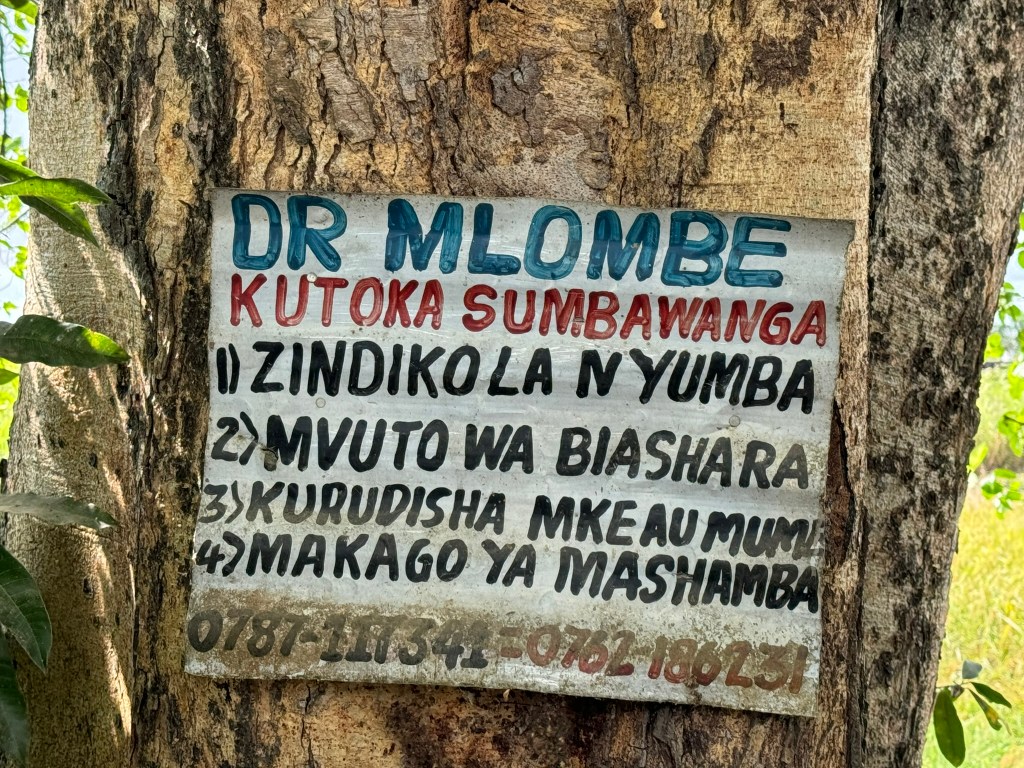 DR MLOMBE
KUTOKA SUMBAWANGA
1) ZINDIKO LA NYUMBA
2) MVUTO WA BIASHARA
3) KURUDISHA MKE AU MUME
4) MAKAGO YA MASHAMBA
0787-117341=0762-186231